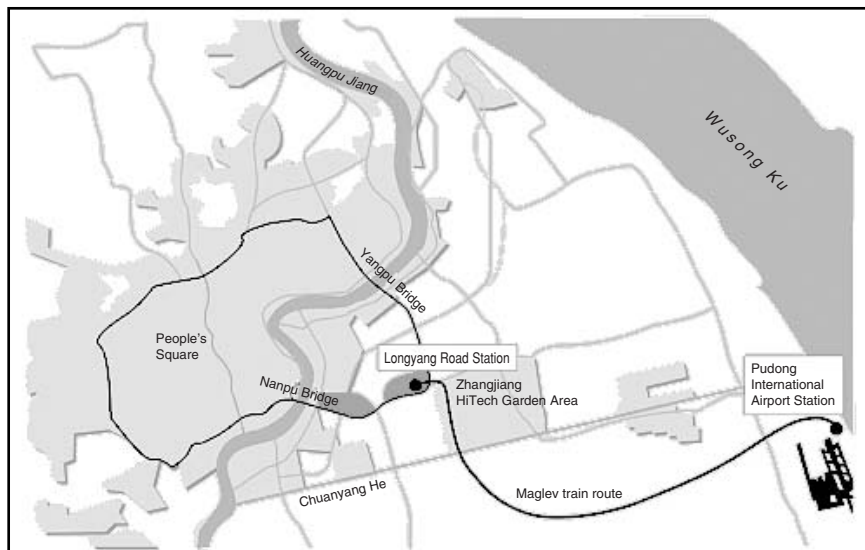 Huangpu Jiang
Wusong Ku
Yangpu Bridge
People's
Square
Longyang Road Station
Nanpu Bridge
Zhangjiang
HiTech Garden Area
Pudong
International
Airport Station
Chuanyang He
Maglev train route